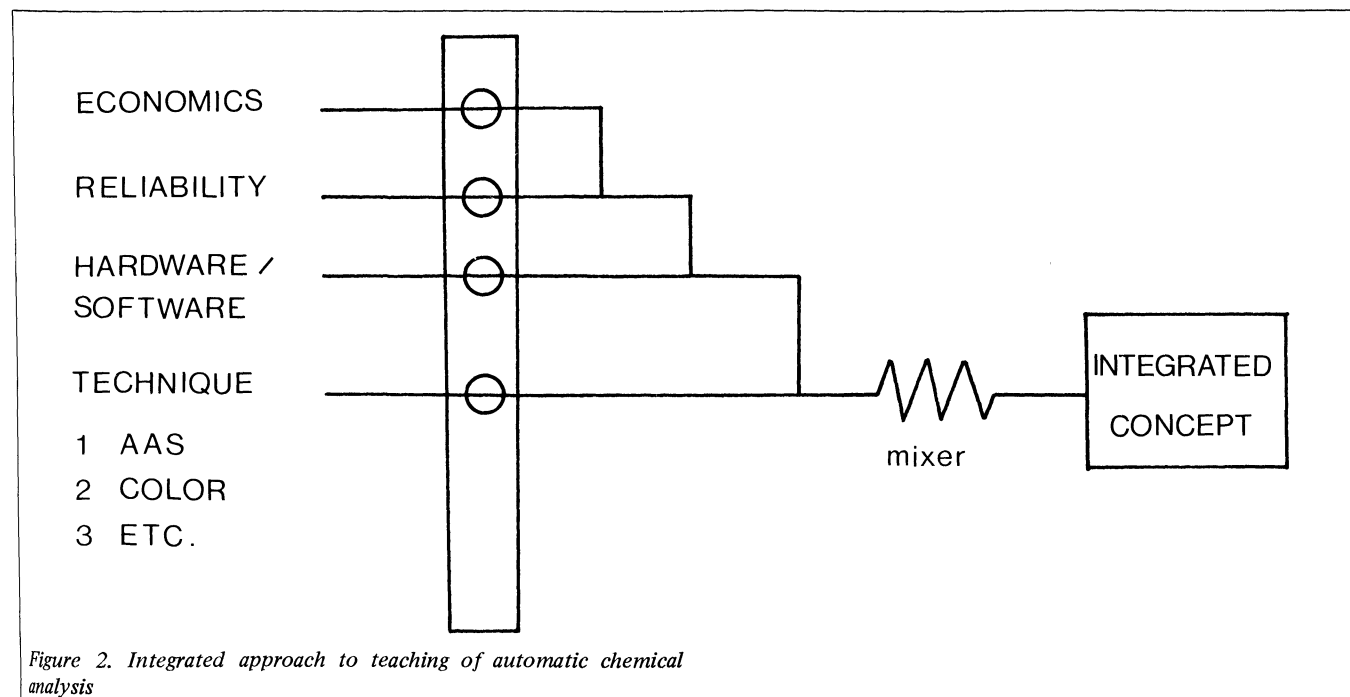 ECONOMICS
RELIABILITY
HARDWARE /
SOFTWARE
TECHNIQUE
1 AAS
2 COLOR
3 ETC.
mixer
INTEGRATED
CONCEPT
Figure 2. Integrated approach to teaching of automatic chemical
analysis